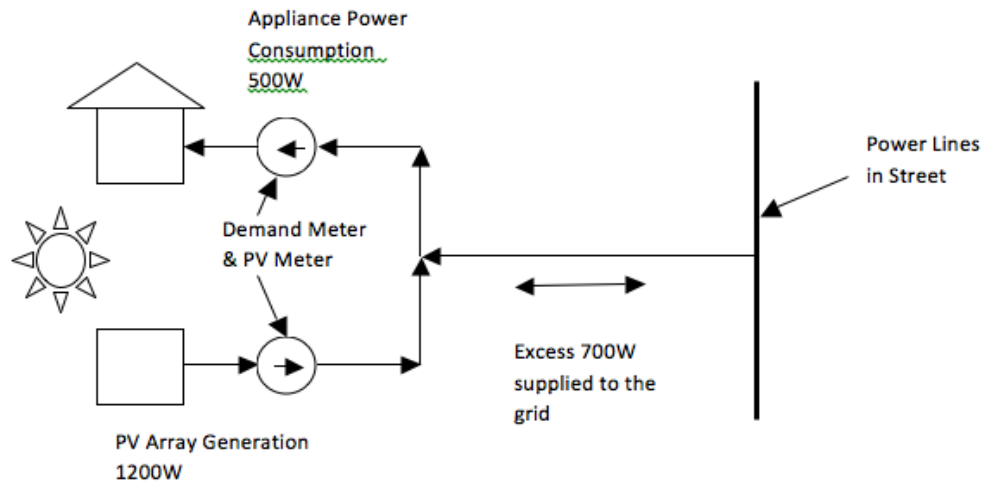 Appliance Power
Consumption
500W
Power Lines
in Street
Demand Meter
& PV Meter
Excess 700W
supplied to the
grid
PV Array Generation
1200W